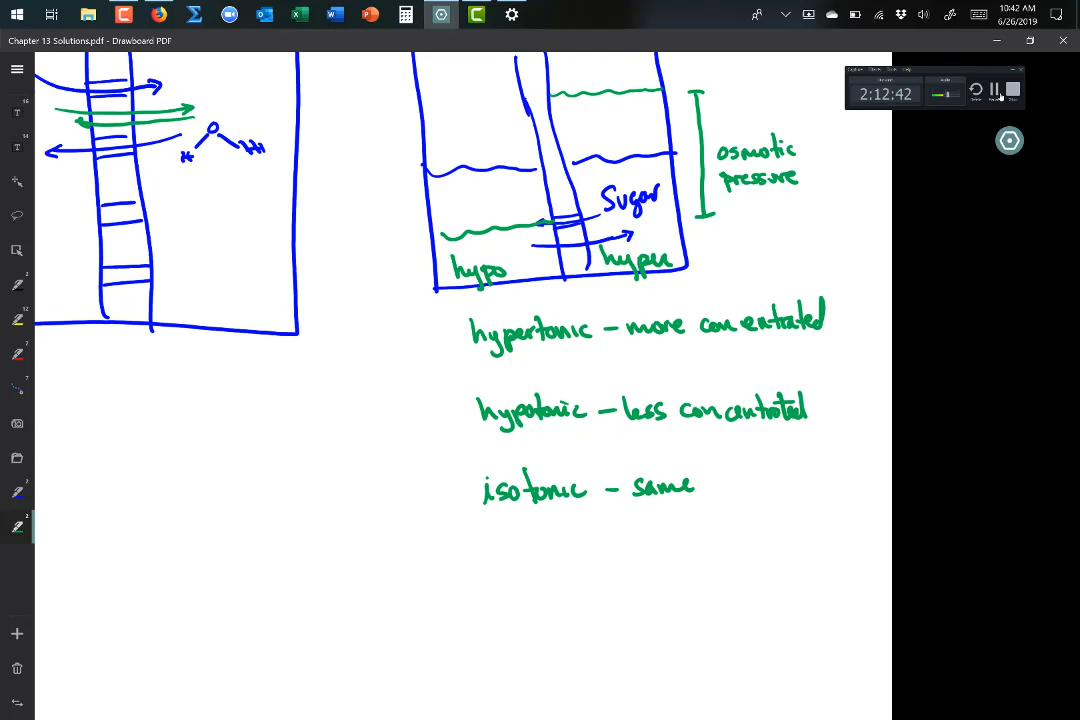 10:42 AM
6/26/2019
Chapter 13 Solutions.pdf - Drawboard PDF
2:12:42
osmotic
pressure
Sugar
hypo
hyper
hypertonic - more concentrated
hypotonic - less concentrated
isotonic - same